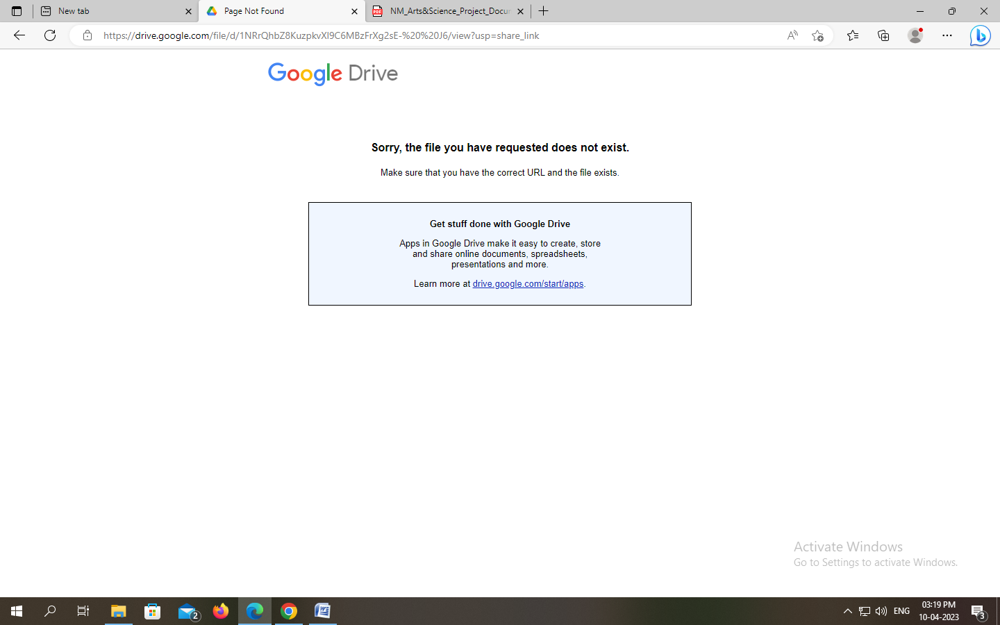 New tab
Page Not Found
NM_Arts&Science_Project_Docur
https://drive.google.com/file/d/1NRrQhbZ8KuzpkvXl9C6MBzFrXg2sE-%20%20J6/view?usp=share_link
Google Drive
Sorry, the file you have requested does not exist.
Make sure that you have the correct URL and the file exists.
Get stuff done with Google Drive
Apps in Google Drive make it easy to create, store
and share online documents, spreadsheets,
presentations and more.
Learn more at drive.google.com/start/apps.
Activate Windows
Go to Settings to activate Windows.
2
ENG
03:19 PM
10-04-2023
3